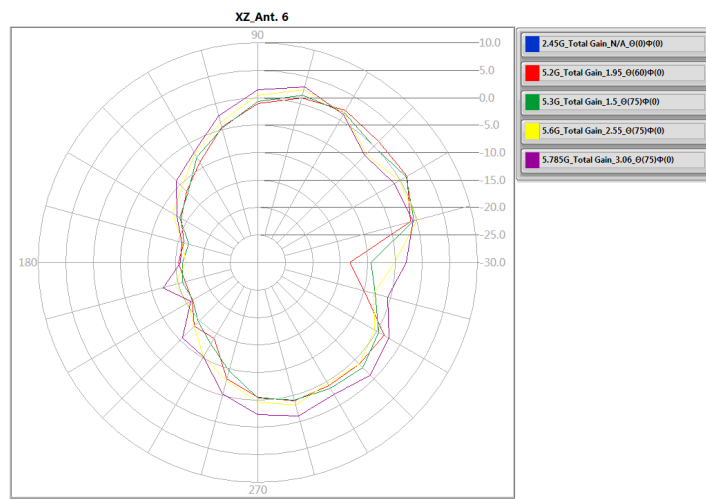 XZ_Ant. 6
90
10.0
5.0
0.0
-5.0
-10.0
-15.0
-20.0
-25.0
-30.0
180
270
2.45G_Total Gain_N/A_Θ(0)Φ(0)
5.2G_Total Gain_1.95_Θ(60)Φ(0)
5.3G_Total Gain_1.5_Θ(75)Φ(0)
5.6G_Total Gain_2.55_Θ(75)Φ(0)
5.785G_Total Gain_3.06_Θ(75)Φ(0)